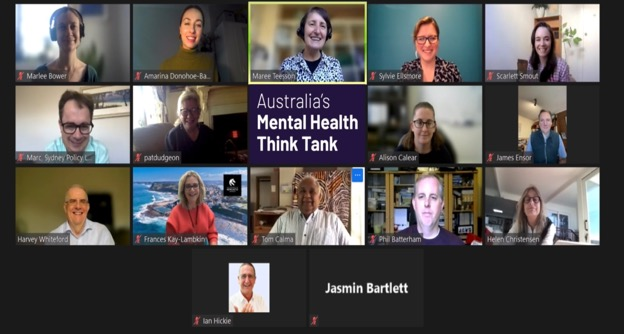 Marlee Bower
Amarina Donohoe-Ba...
Maree Teesson
Sylvie Ellsmore
Scarlett Smout
Marc, Sydney Policy L...
patdudgeon
Australia's
Mental Health
Think Tank
Alison Calear
James Ensor
Harvey Whiteford
Frances Kay-Lambkin
Tom Calma
Phil Batterham
Helen Christensen
Ian Hickie
Jasmin Bartlett